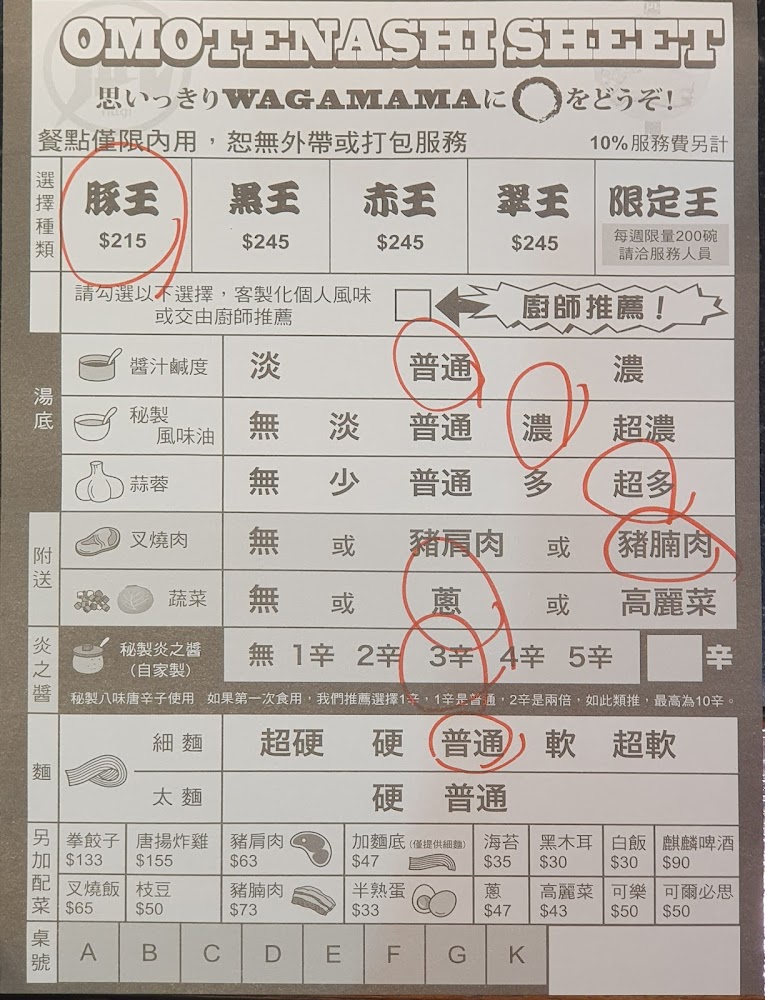 OMOTENASHI SHEET
思いっきりWAGAMAMAに〇をどうぞ!
餐點僅限內用，恕無外帶或打包服務 10%服務費另計
選擇種類
豚王 黑王 赤王 翠王 限定王
$215 $245 $245 $245 每週限量200碗
請洽服務人員
請勾選以下選擇，客製化個人風味
或交由廚師推薦
廚師推薦！
湯底
醬汁鹹度 淡 普通 濃
秘製風味油 無 淡 普通 濃 超濃
蒜蓉 無 少 普通 多 超多
附送
叉燒肉 無 或 豬肩肉 或 豬腩肉
蔬菜 無 或 蔥 或 高麗菜
炎之醬
秘製炎之醬 無 1辛 2辛 3辛 4辛 5辛 辛
(自家製)
秘製八味唐辛子使用 如果第一次食用，我們推薦選擇1辛，1辛是普通，2辛是兩倍，如此類推，最高為10辛。
麵
細麵 超硬 硬 普通 軟 超軟
太麵 硬 普通
另加配菜
拳餃子 唐揚炸雞 豬肩肉 加麵底(僅提供細麵) 海苔 黑木耳 白飯 麒麟啤酒
$133 $155 $63 $47 $35 $30 $30 $90
叉燒飯 枝豆 豬腩肉 半熟蛋 蔥 高麗菜 可樂 可爾必思
$65 $50 $73 $33 $47 $43 $50 $50
桌號 A B C D E F G K